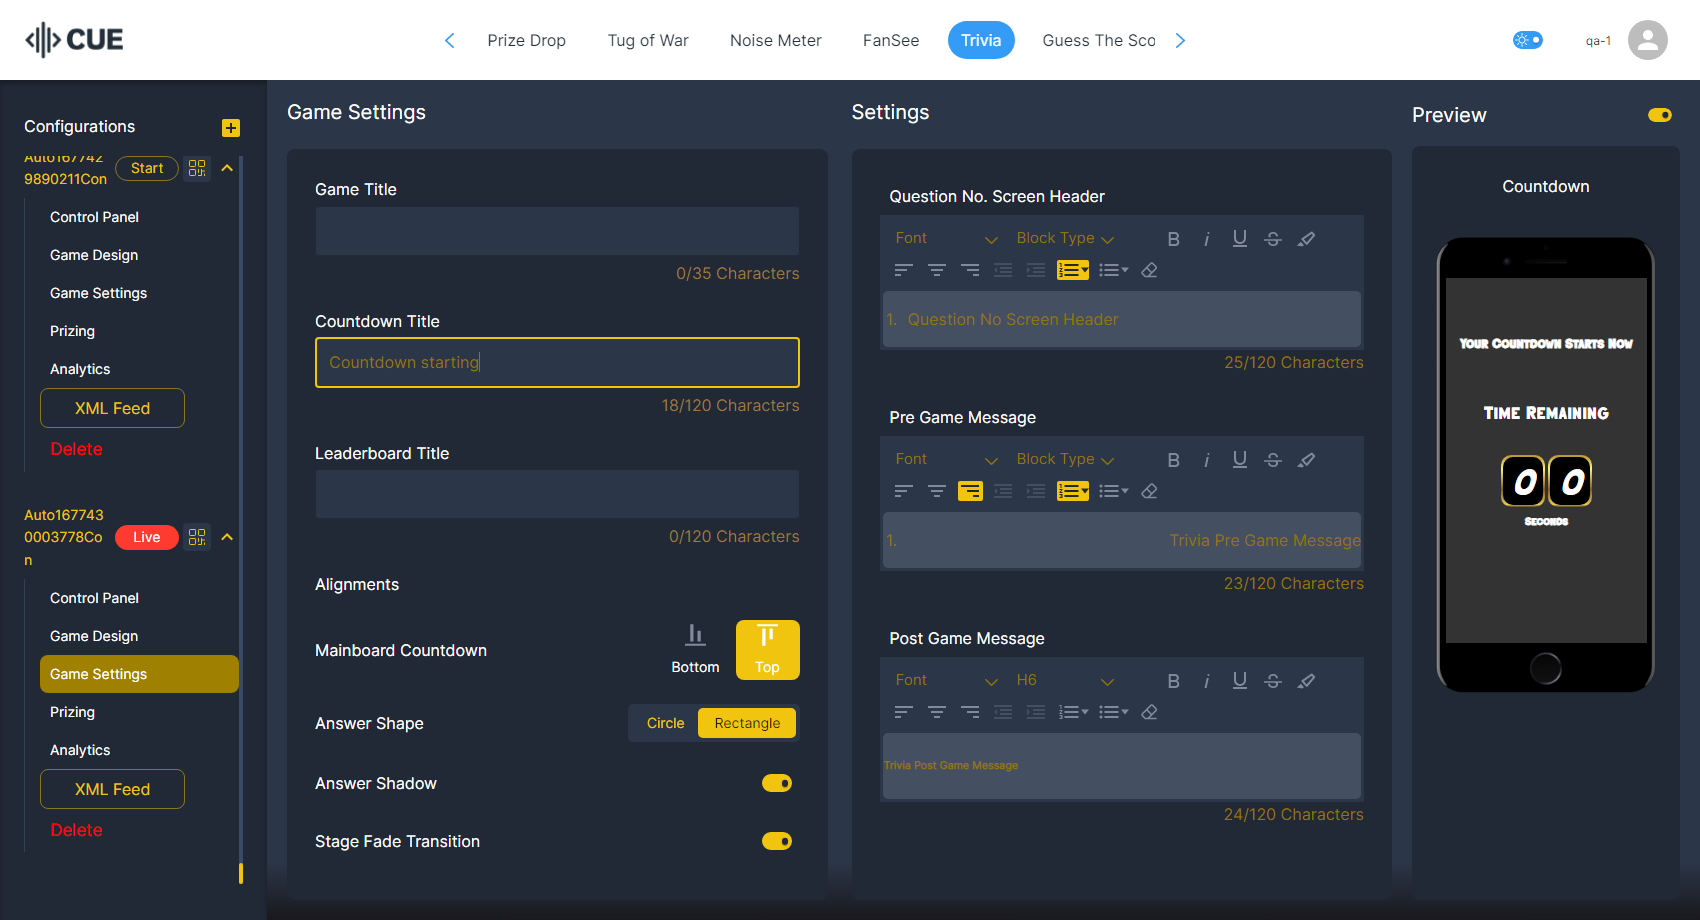 CUE
Prize Drop
Tug of War
Noise Meter
FanSee
Trivia
Guess The Sco
qa-1
Configurations
Auto167742
9890211Con
Start
Control Panel
Game Design
Game Settings
Prizing
Analytics
XML Feed
Delete
Auto167743
0003778Co
n
Live
Control Panel
Game Design
Game Settings
Prizing
Analytics
XML Feed
Delete
Game Settings
Game Title
0/35 Characters
Countdown Title
Countdown starting
18/120 Characters
Leaderboard Title
0/120 Characters
Alignments
Mainboard Countdown
Bottom
Top
Answer Shape
Circle
Rectangle
Answer Shadow
Stage Fade Transition
Settings
Question No. Screen Header
Font
Block Type
B
i
U
S
1. Question No Screen Header
25/120 Characters
Pre Game Message
Font
Block Type
B
i
U
S
1. Trivia Pre Game Message
23/120 Characters
Post Game Message
Font
H6
B
i
U
S
Trivia Post Game Message
24/120 Characters
Preview
Countdown
Your Countdown Starts Now
Time Remaining
0 0
Seconds